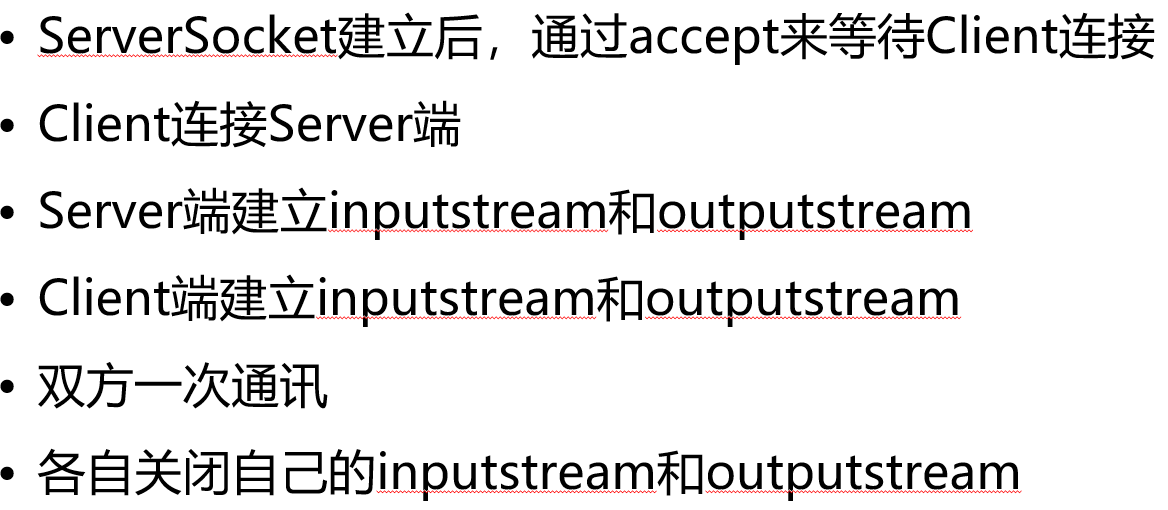 • ServerSocket建立后，通过accept来等待Client连接
• Client连接Server端
• Server端建立inputstream和outputstream
• Client端建立inputstream和outputstream
• 双方一次通讯
• 各自关闭自己的inputstream和outputstream